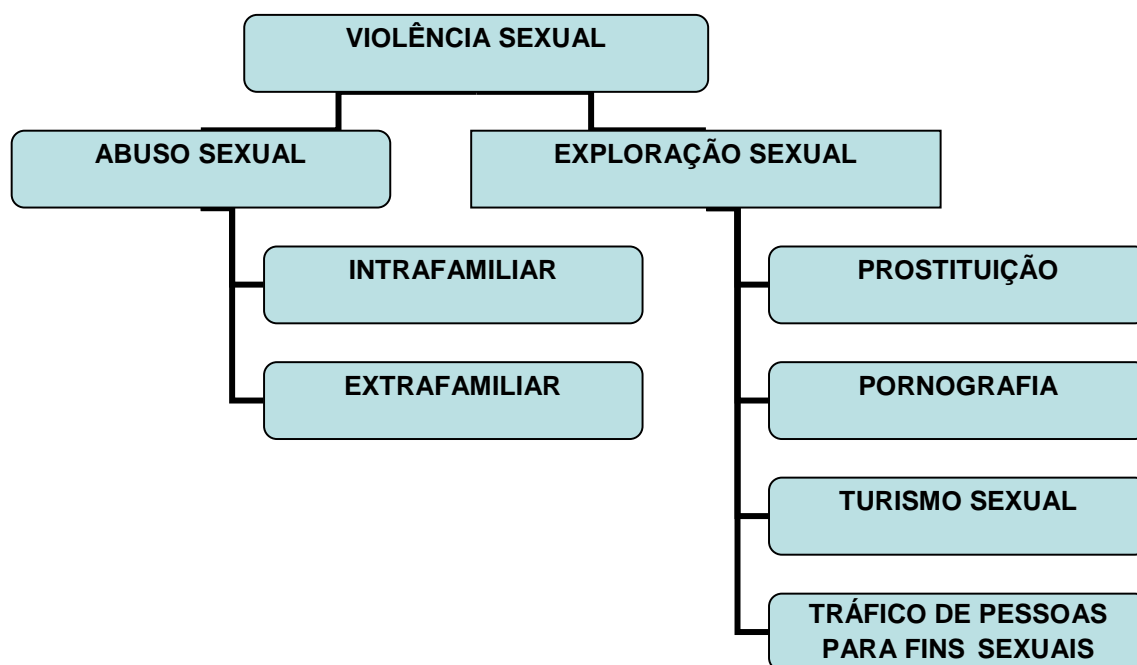 VIOLÊNCIA SEXUAL
ABUSO SEXUAL
EXPLORAÇÃO SEXUAL
INTRAFAMILIAR
EXTRAFAMILIAR
PROSTITUIÇÃO
PORNOGRAFIA
TURISMO SEXUAL
TRÁFICO DE PESSOAS
PARA FINS SEXUAIS